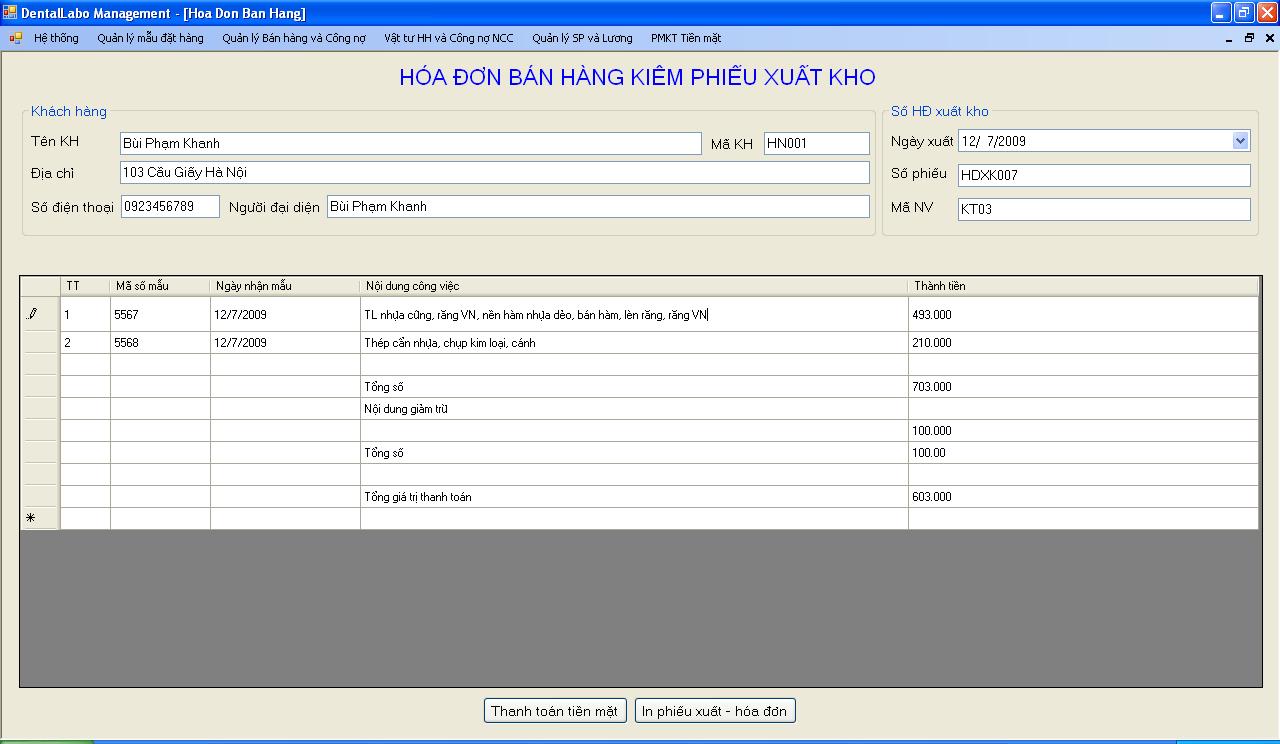 DentalLabo Management - [Hoa Don Ban Hang]
Hệ thống Quản lý mẫu đặt hàng Quản lý Bán hàng và Công nợ Vật tư HH và Công nợ NCC Quản lý SP và Lương PMKT Tiền mặt
HÓA ĐƠN BÁN HÀNG KIÊM PHIẾU XUẤT KHO
Khách hàng
Tên KH Bùi Phạm Khanh Mã KH HN001
Địa chỉ 103 Cầu Giấy Hà Nội
Số điện thoại 0923456789 Người đại diện Bùi Phạm Khanh
Số HĐ xuất kho
Ngày xuất 12/ 7/2009
Số phiếu HDXK007
Mã NV KT03
TT Mã số mẫu Ngày nhận mẫu Nội dung công việc Thành tiền
1 5567 12/7/2009 TL nhựa cứng, răng VN, nền hàm nhựa dẻo, bán hàm, lên răng, răng VN 493.000
2 5568 12/7/2009 Thép cẩn nhựa, chụp kim loại, cánh 210.000
Tổng số 703.000
Nội dung giảm trừ
100.000
Tổng số 100.00
Tổng giá trị thanh toán 603.000
Thanh toán tiền mặt In phiếu xuất - hóa đơn